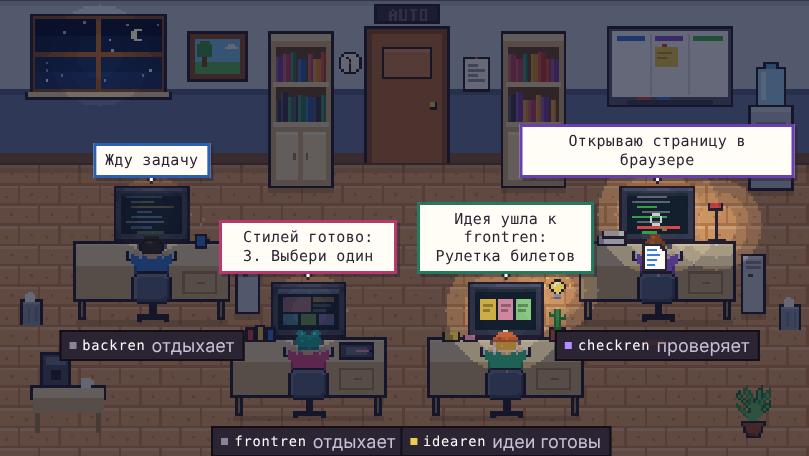 AUTO
Жду задачу
Открываю страницу в
браузере
Стилей готово:
3. Выбери один
Идея ушла к
frontren:
Рулетка билетов
backren отдыхает
checkren проверяет
frontren отдыхает
idearen идеи готовы